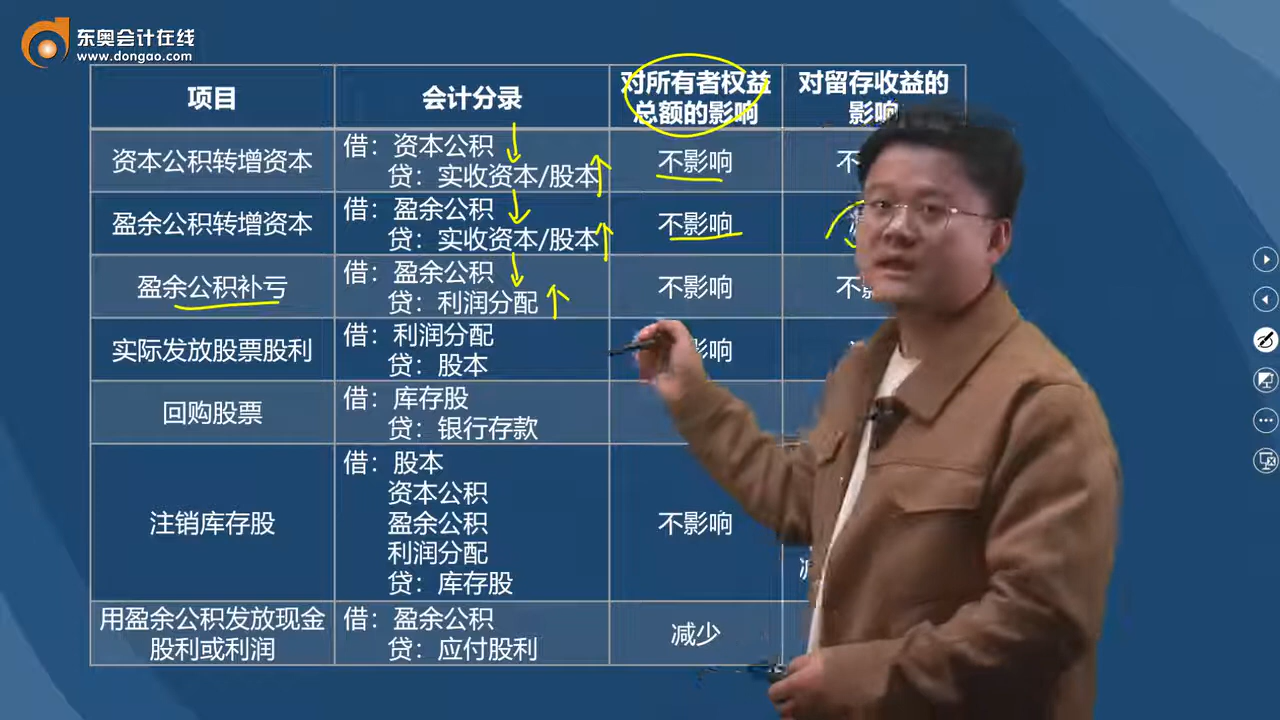 东奥会计在线
www.dongao.com
项目
会计分录
对所有者权益
总额的影响
对留存收益的
影响
资本公积转增资本
借：资本公积
贷：实收资本/股本
不影响
不
盈余公积转增资本
借：盈余公积
贷：实收资本/股本
不影响
盈余公积补亏
借：盈余公积
贷：利润分配
不影响
不
实际发放股票股利
借：利润分配
贷：股本
影响
回购股票
借：库存股
贷：银行存款
注销库存股
借：股本
资本公积
盈余公积
利润分配
贷：库存股
不影响
用盈余公积发放现金
股利或利润
借：盈余公积
贷：应付股利
减少